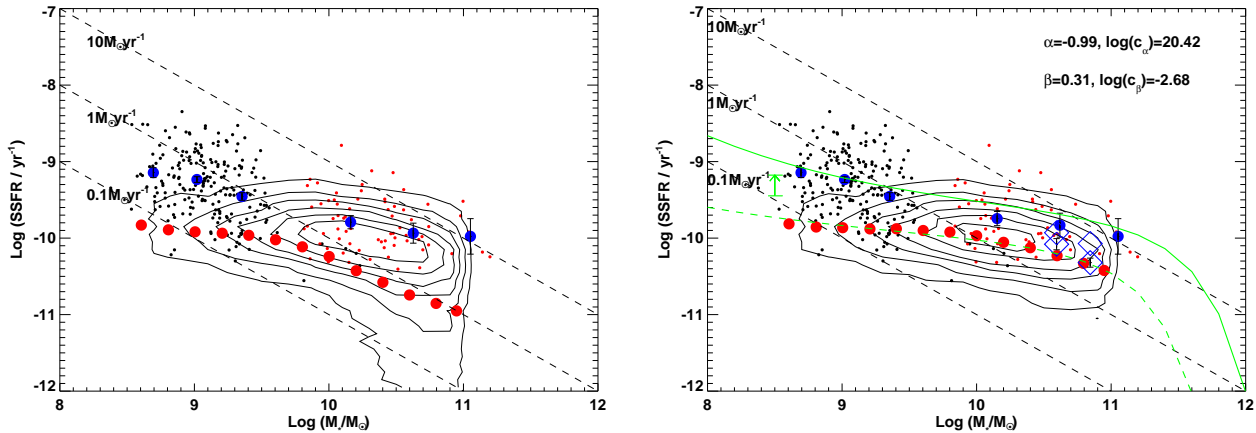 -7
-8
-9
-10
-11
-12
Log (SSFR / yr⁻¹)
10M☉yr⁻¹
1M☉yr⁻¹
0.1M☉yr⁻¹
8 9 10 11 12
Log (M*/M☉)
-7
-8
-9
-10
-11
-12
Log (SSFR / yr⁻¹)
10M☉yr⁻¹
1M☉yr⁻¹
0.1M☉yr⁻¹
α=-0.99, log(c_α)=20.42
β=0.31, log(c_β)=-2.68
8 9 10 11 12
Log (M*/M☉)